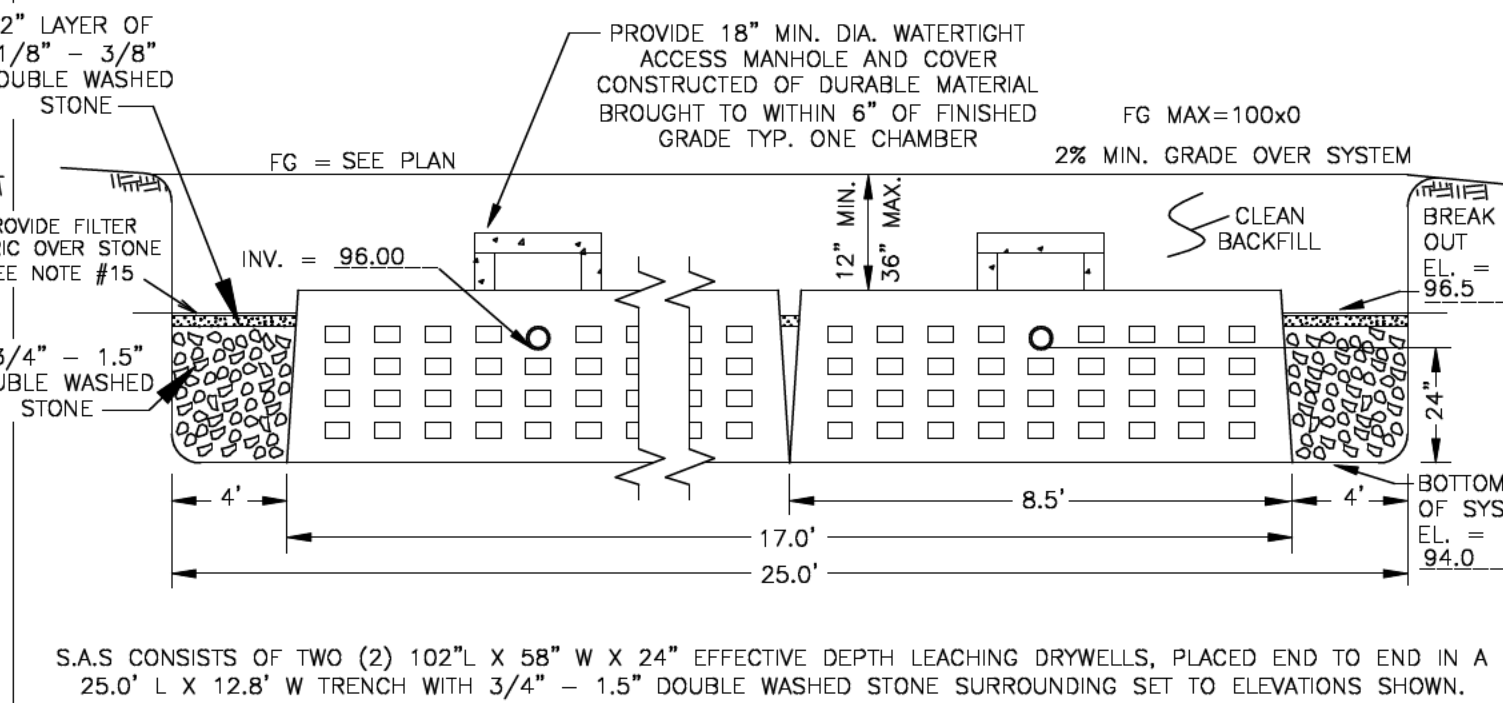 2" LAYER OF
1/8" – 3/8"
OUBLE WASHED
STONE
PROVIDE 18" MIN. DIA. WATERTIGHT
ACCESS MANHOLE AND COVER
CONSTRUCTED OF DURABLE MATERIAL
BROUGHT TO WITHIN 6" OF FINISHED
GRADE TYP. ONE CHAMBER
FG MAX=100x0
2% MIN. GRADE OVER SYSTEM
FG = SEE PLAN
12" MIN.
36" MAX.
CLEAN
BACKFILL
ROVIDE FILTER
RIC OVER STONE
EE NOTE #15
INV. = 96.00
BREAK
OUT
EL. =
96.5
3/4" – 1.5"
UBLE WASHED
STONE
24"
4'
8.5'
4'
17.0'
25.0'
BOTTOM
OF SYS
EL. =
94.0
S.A.S CONSISTS OF TWO (2) 102"L X 58" W X 24" EFFECTIVE DEPTH LEACHING DRYWELLS, PLACED END TO END IN A
25.0' L X 12.8' W TRENCH WITH 3/4" – 1.5" DOUBLE WASHED STONE SURROUNDING SET TO ELEVATIONS SHOWN.